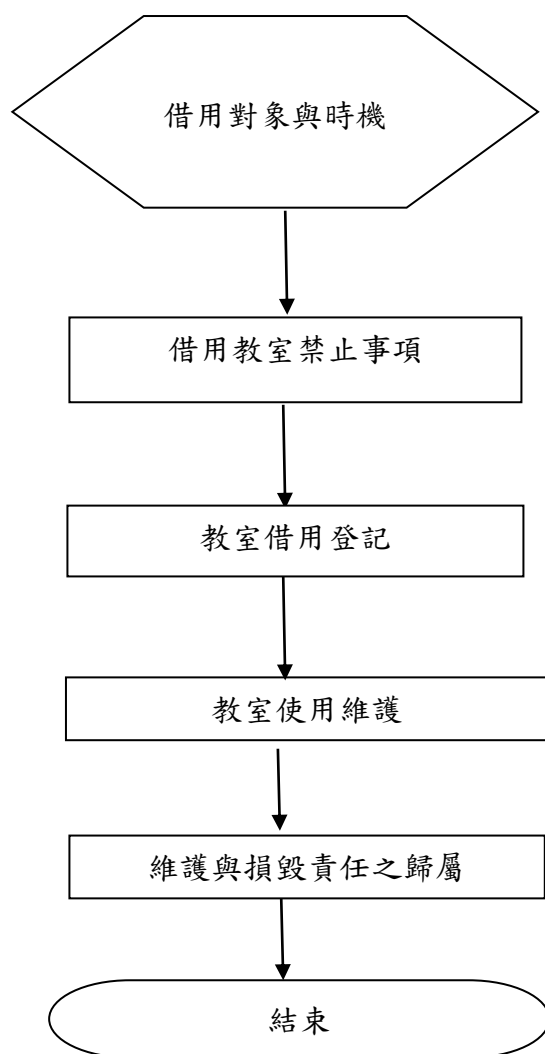 借用對象與時機
借用教室禁止事項
教室借用登記
教室使用維護
維護與損毀責任之歸屬
結束